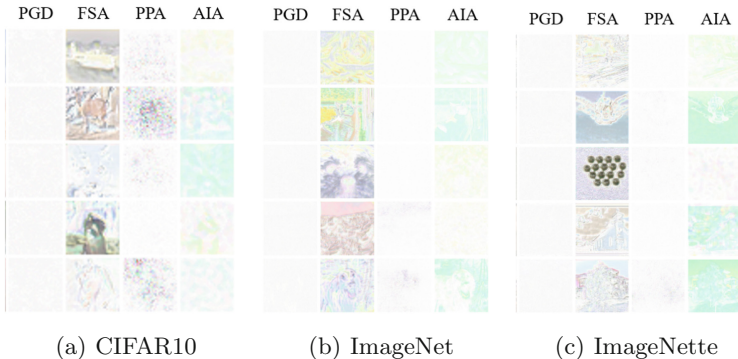 PGD FSA PPA AIA PGD FSA PPA AIA PGD FSA PPA AIA
(a) CIFAR10 (b) ImageNet (c) ImageNette